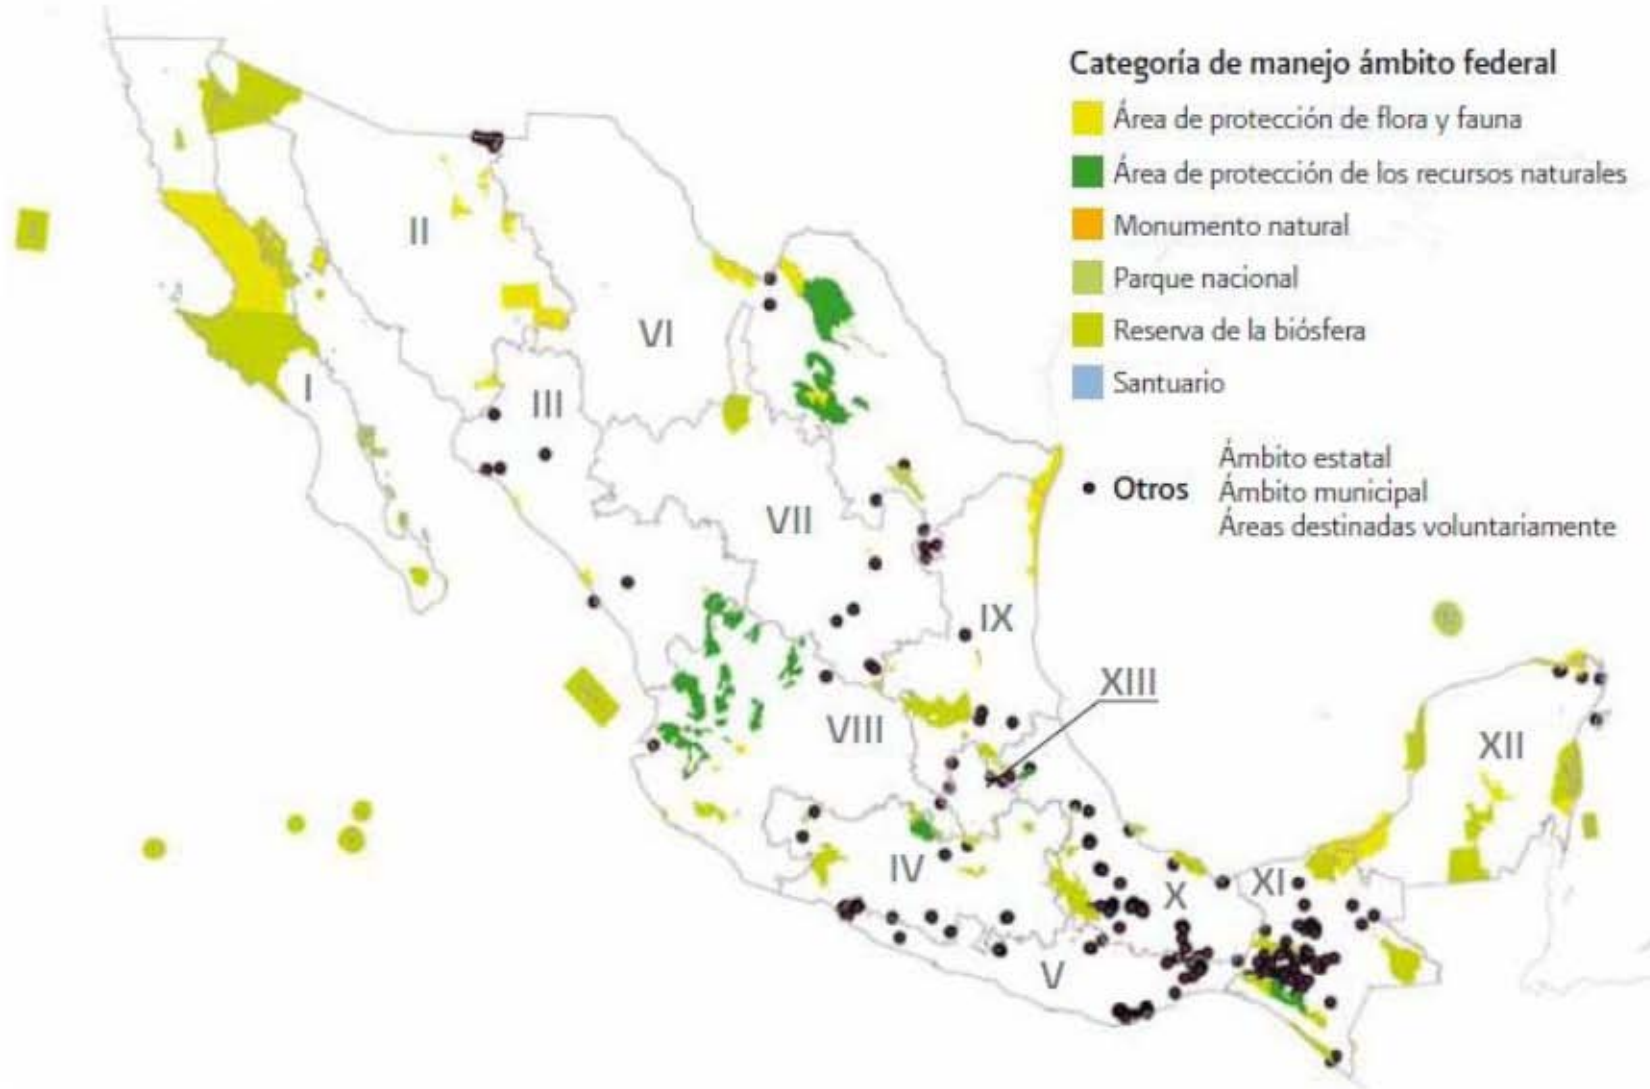 Categoría de manejo ámbito federal
Área de protección de flora y fauna
Área de protección de los recursos naturales
Monumento natural
Parque nacional
Reserva de la biósfera
Santuario
Otros
Ámbito estatal
Ámbito municipal
Áreas destinadas voluntariamente
I
II
III
IV
V
VI
VII
VIII
IX
X
XI
XII
XIII